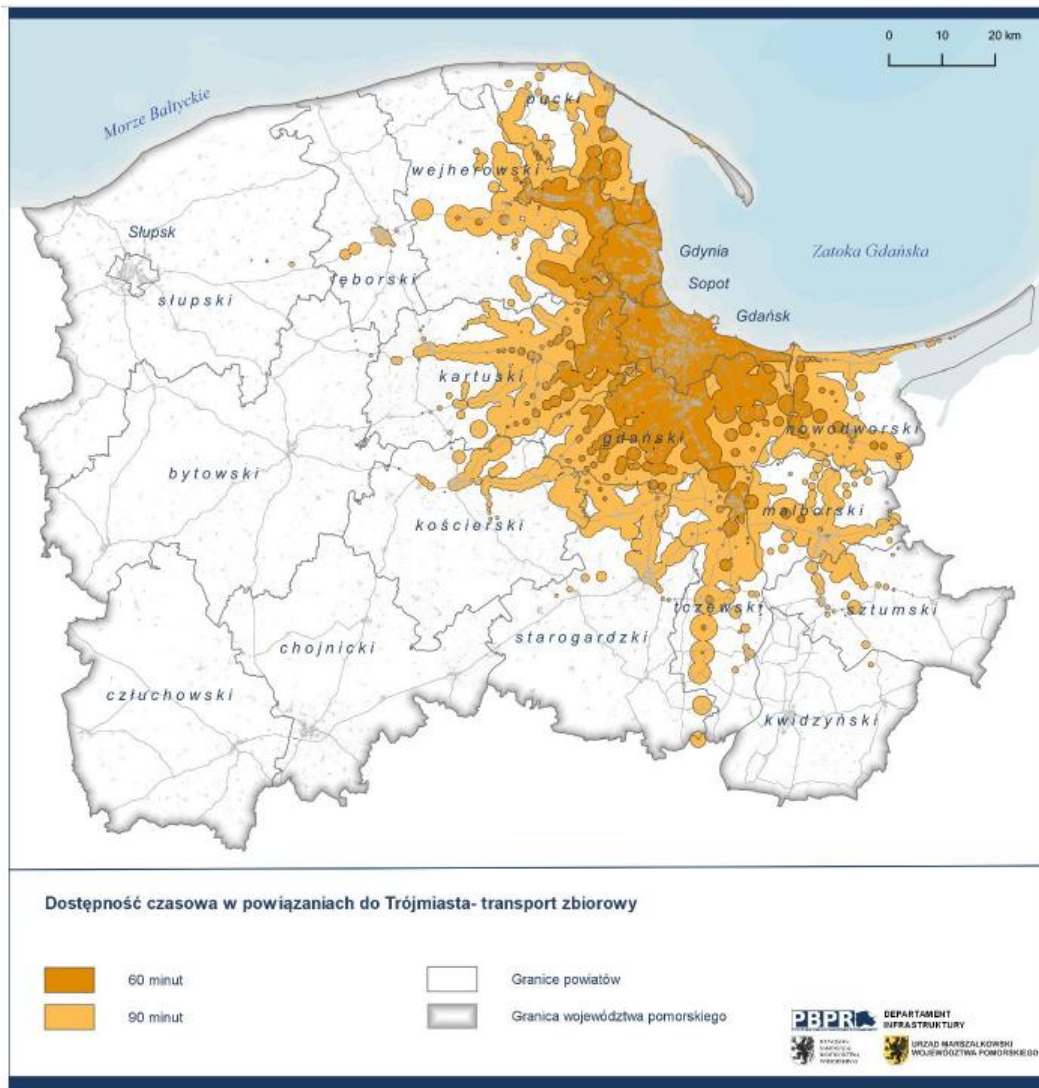 0 10 20 km
Morze Bałtyckie
pucki
wejherowski
Słupsk
Gdynia
Zatoka Gdańska
Sopot
słupski
lęborski
Gdańsk
kartuski
nowodworski
gdański
bytowski
malborski
kościerski
tczewski
sztumski
starogardzki
chojnicki
człuchowski
kwidzyński
Dostępność czasowa w powiązaniach do Trójmiasta- transport zbiorowy
60 minut
Granice powiatów
90 minut
Granica województwa pomorskiego
PBPR
DEPARTAMENT
INFRASTRUKTURY
URZĄD MARSZAŁKOWSKI
WOJEWÓDZTWA POMORSKIEGO